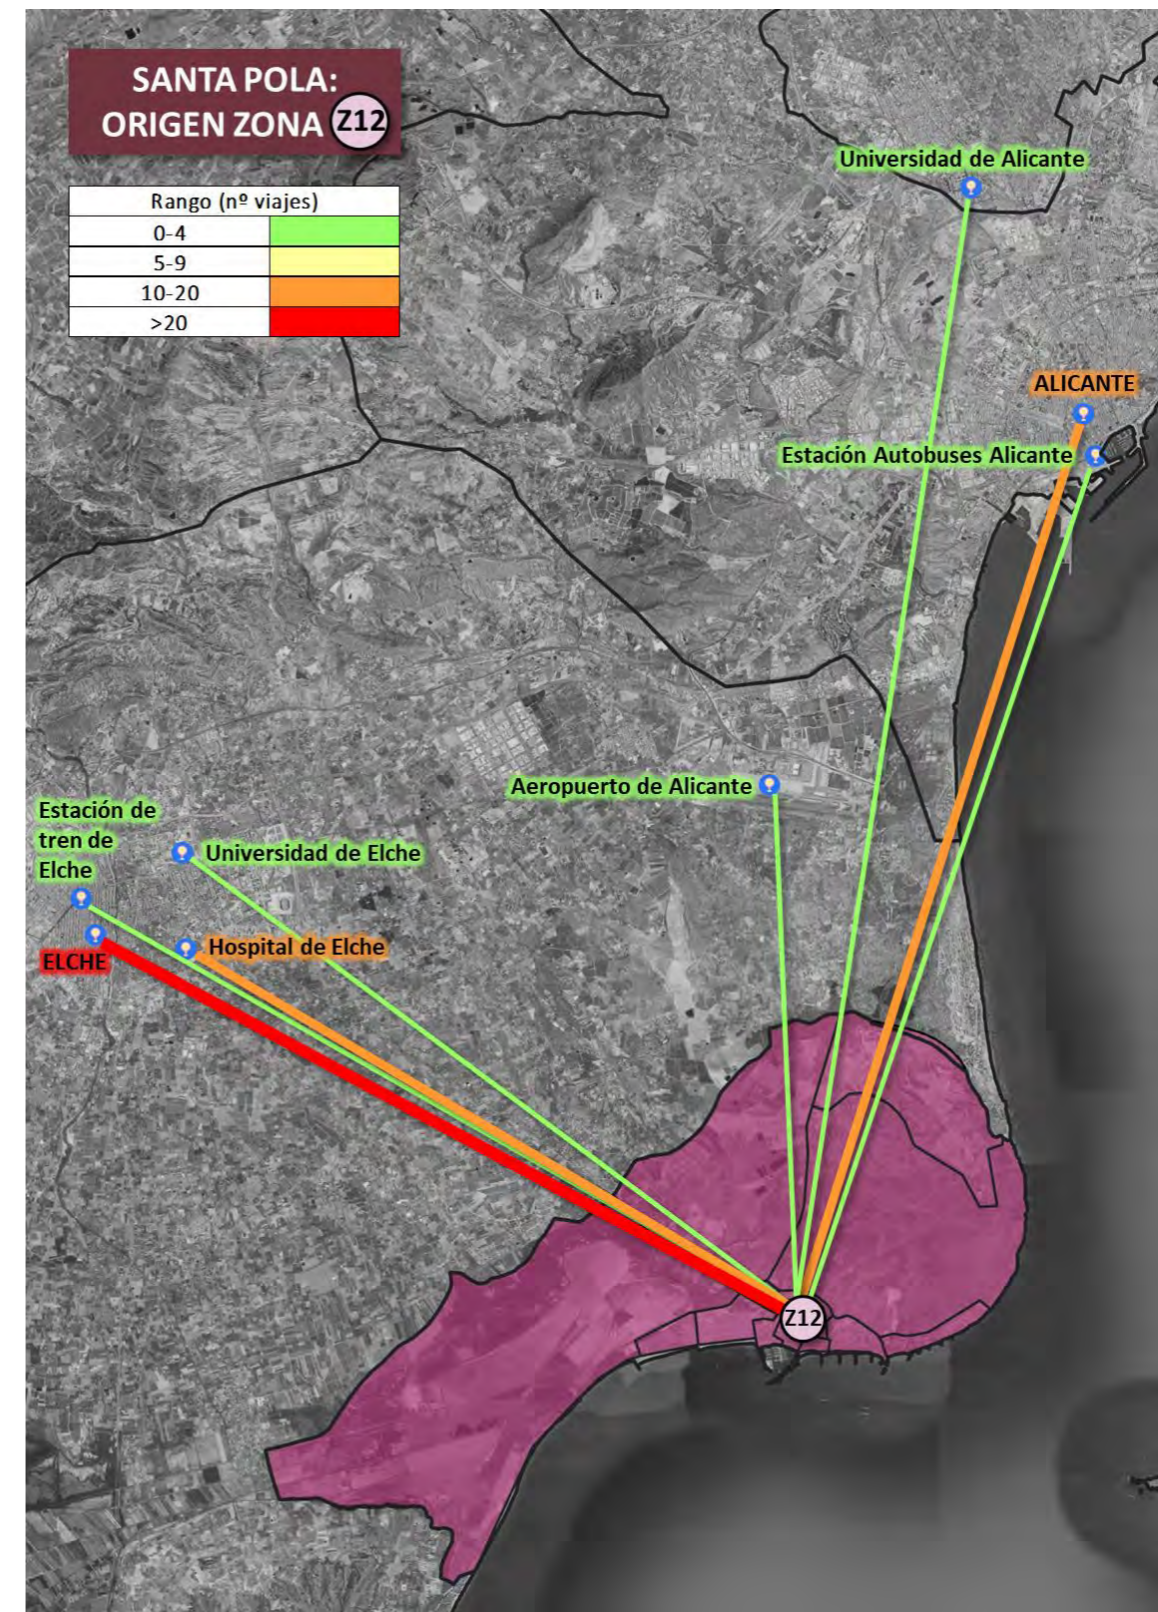 SANTA POLA:
ORIGEN ZONA Z12
Rango (nº viajes)
0-4
5-9
10-20
>20
Universidad de Alicante
ALICANTE
Estación Autobuses Alicante
Aeropuerto de Alicante
Estación de
tren de
Elche
Universidad de Elche
Hospital de Elche
ELCHE
Z12